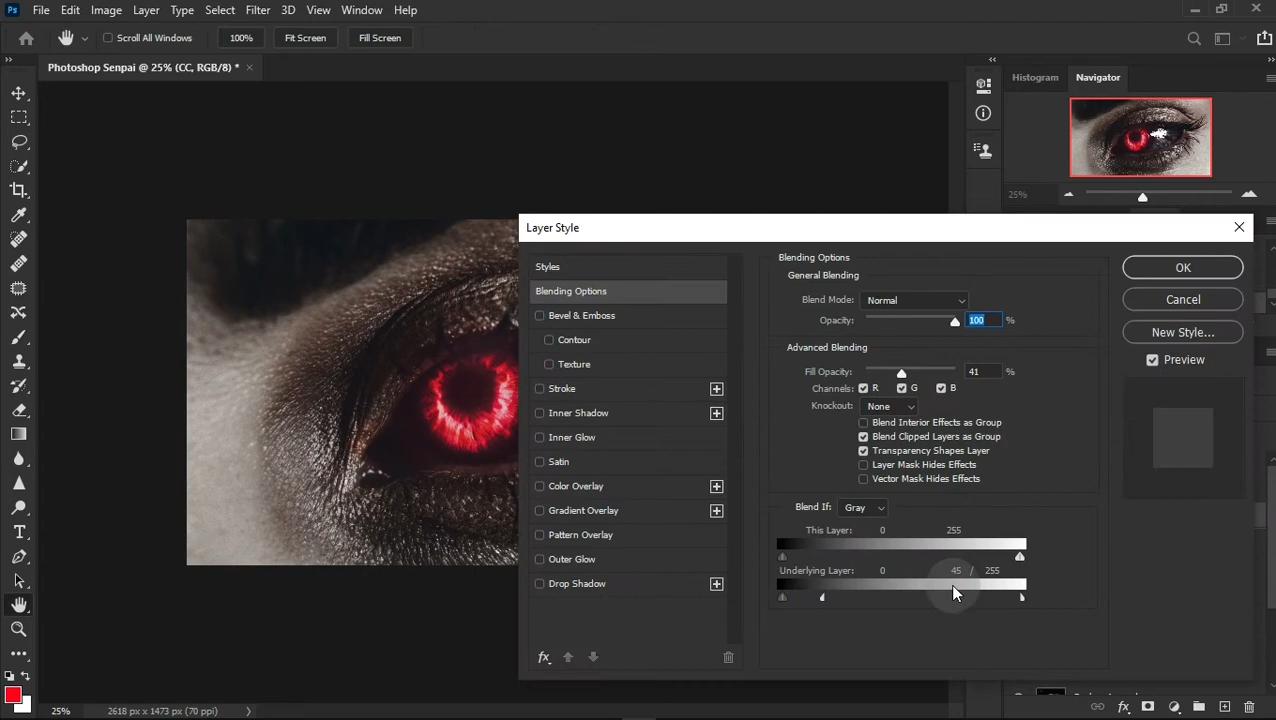 Ps File Edit Image Layer Type Select Filter 3D View Window Help
Scroll All Windows 100% Fit Screen Fill Screen
Photoshop Senpai @ 25% (CC, RGB/8) *
Histogram Navigator
25%
Layer Style
Styles
Blending Options
Bevel & Emboss
Contour
Texture
Stroke
Inner Shadow
Inner Glow
Satin
Color Overlay
Gradient Overlay
Pattern Overlay
Outer Glow
Drop Shadow
fx
Blending Options
General Blending
Blend Mode: Normal
Opacity: 100 %
Advanced Blending
Fill Opacity: 41 %
Channels: R G B
Knockout: None
Blend Interior Effects as Group
Blend Clipped Layers as Group
Transparency Shapes Layer
Layer Mask Hides Effects
Vector Mask Hides Effects
Blend If: Gray
This Layer: 0 255
Underlying Layer: 0 45 / 255
OK
Cancel
New Style...
Preview
25% 2618 px x 1473 px (70 ppi)
fx